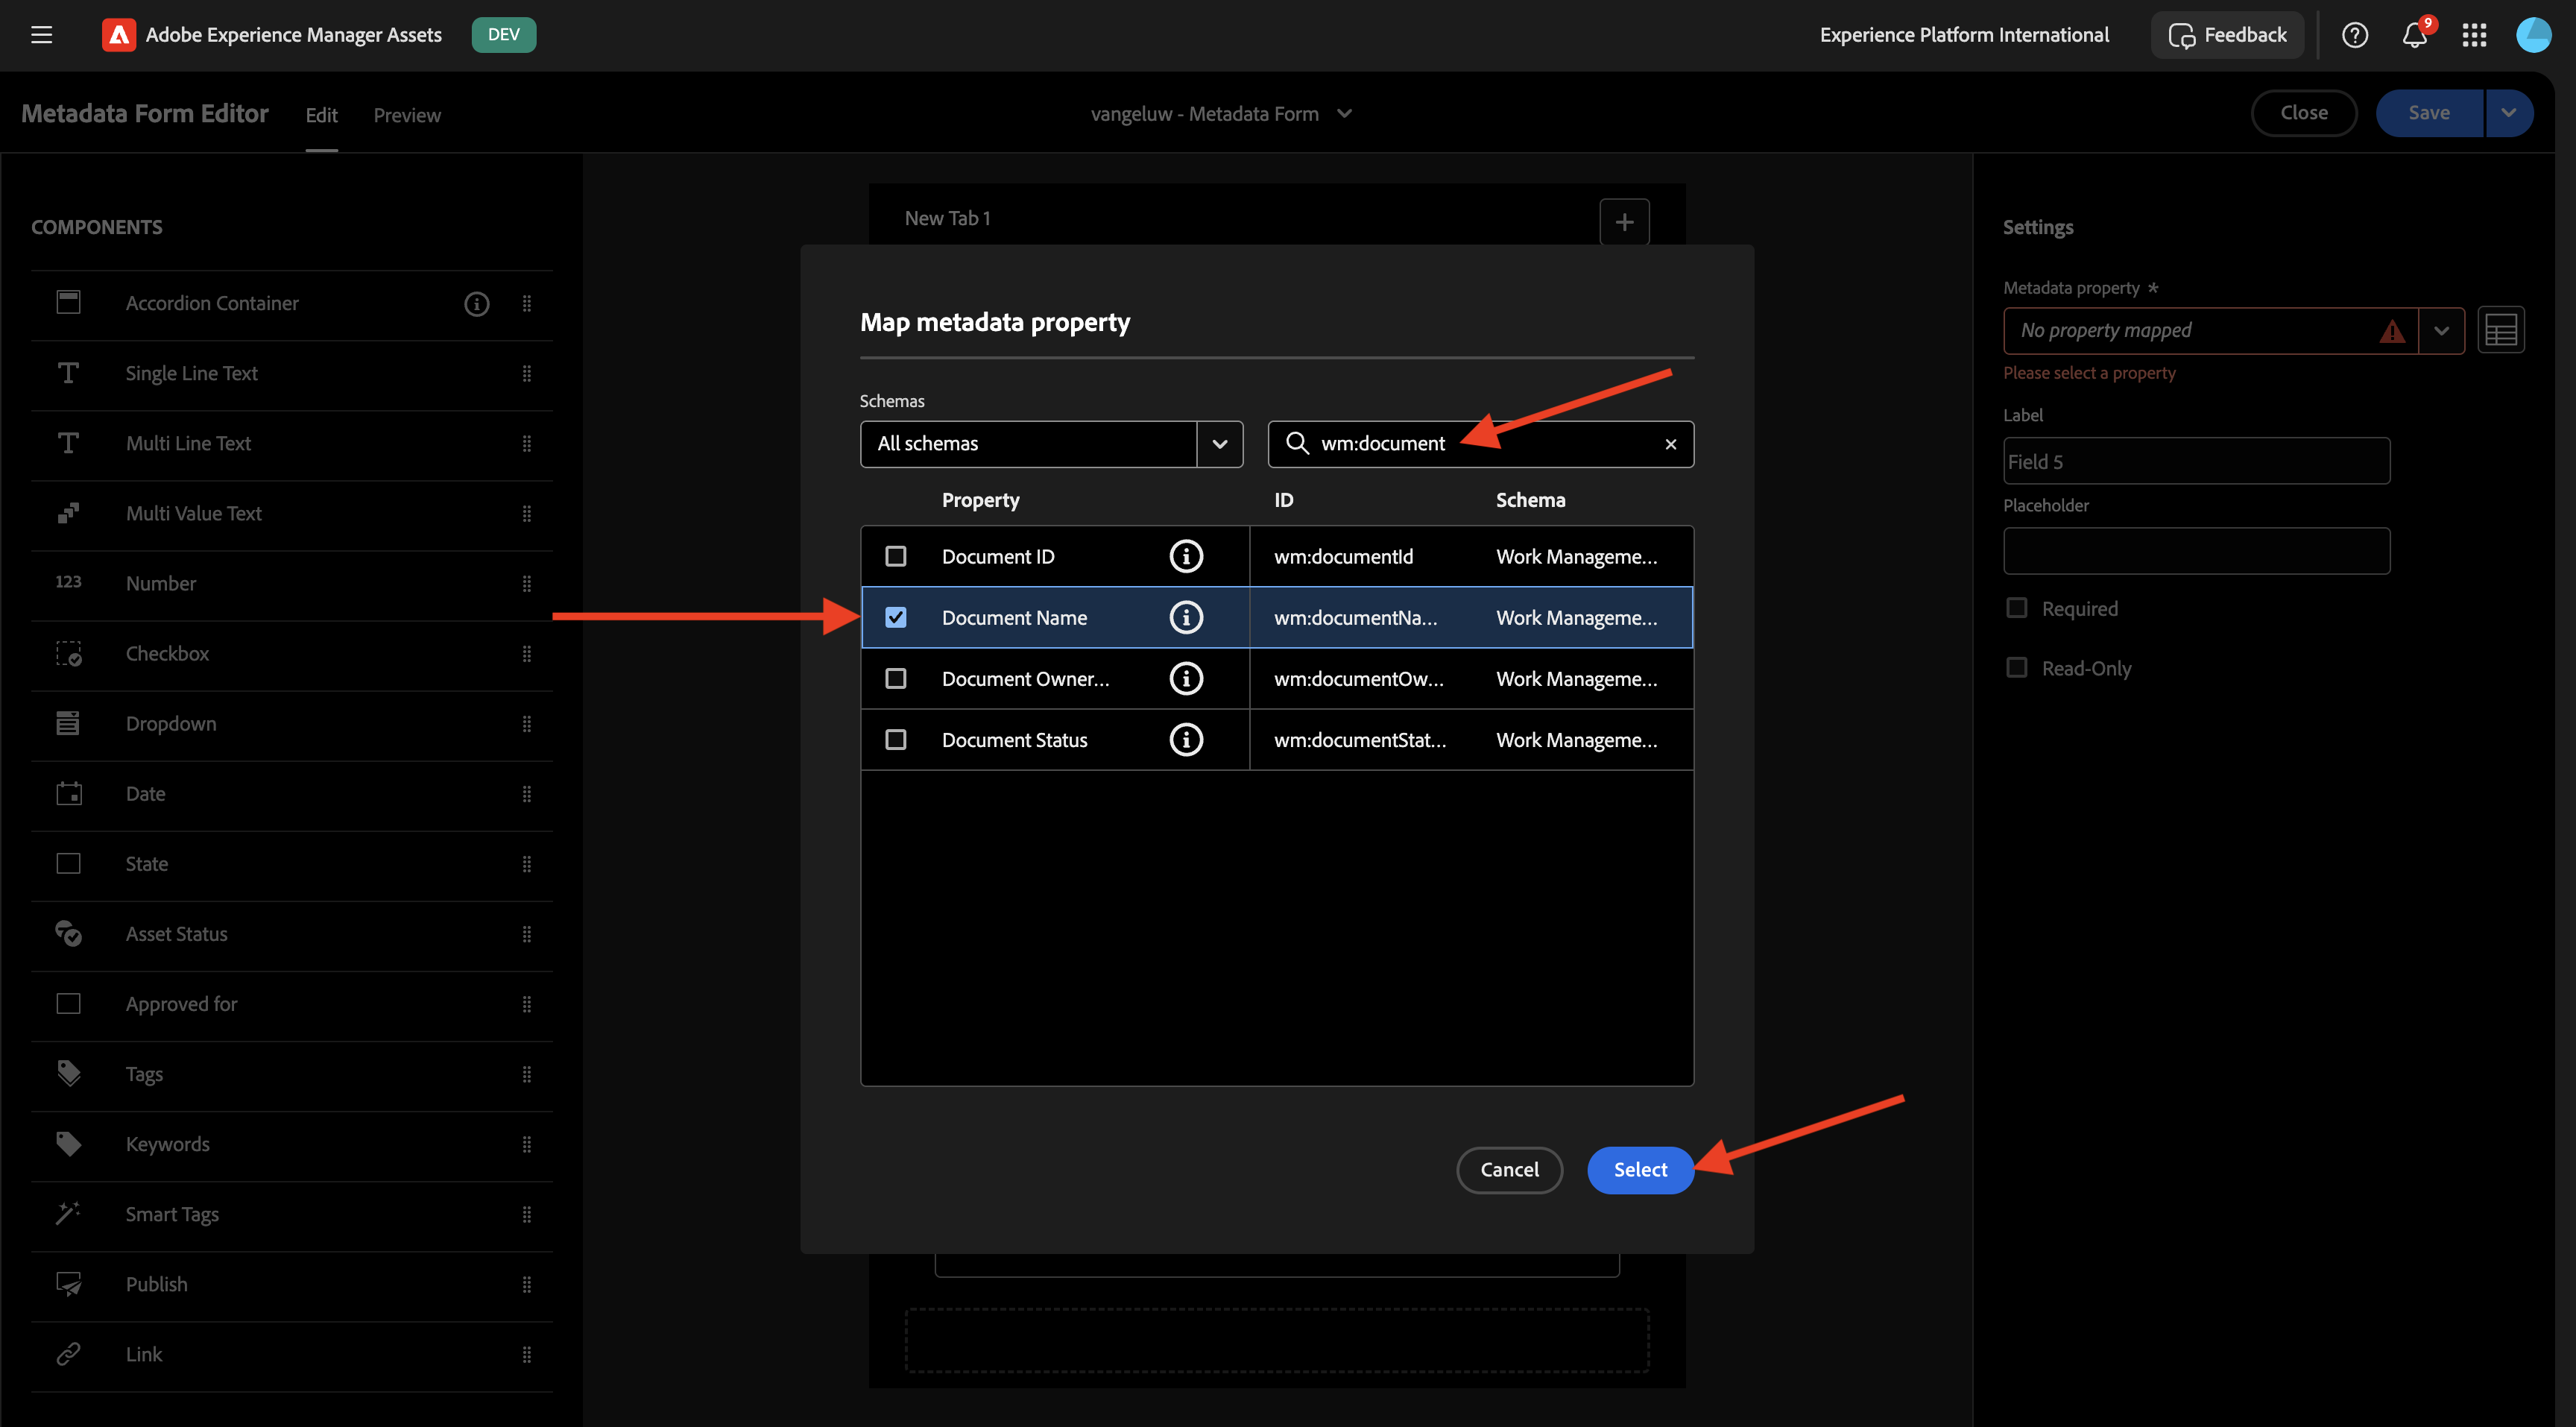 Adobe Experience Manager Assets
DEV
Experience Platform International
Feedback
9
Metadata Form Editor
Edit
Preview
vangeluw - Metadata Form
Close
Save
COMPONENTS
Accordion Container
Single Line Text
Multi Line Text
Multi Value Text
123 Number
Checkbox
Dropdown
Date
State
Asset Status
Approved for
Tags
Keywords
Smart Tags
Publish
Link
New Tab 1
Map metadata property
Schemas
All schemas
wm:document
Property ID Schema
Document ID wm:documentId Work Manageme...
Document Name wm:documentNa... Work Manageme...
Document Owner... wm:documentOw... Work Manageme...
Document Status wm:documentStat... Work Manageme...
Cancel
Select
Settings
Metadata property *
No property mapped
Please select a property
Label
Field 5
Placeholder
Required
Read-Only